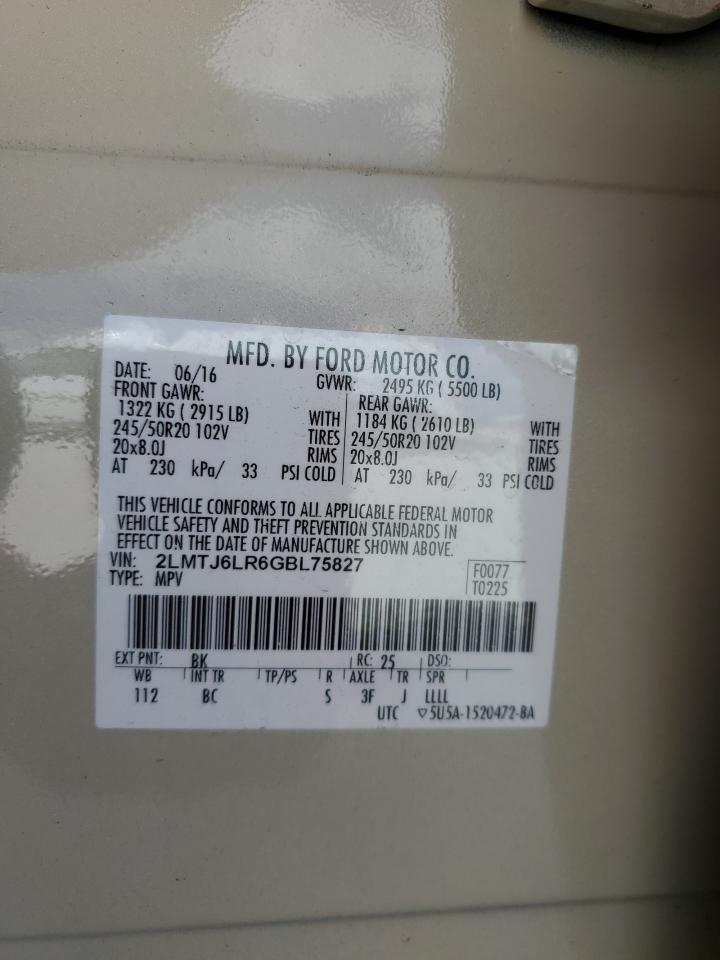 MFD. BY FORD MOTOR CO.
DATE: 06/16 GVWR: 2495 KG ( 5500 LB)
FRONT GAWR: REAR GAWR:
1322 KG ( 2915 LB) WITH 1184 KG ( 2610 LB) WITH
245/50R20 102V TIRES 245/50R20 102V TIRES
20x8.0J RIMS 20x8.0J RIMS
AT 230 kPa/ 33 PSI COLD AT 230 kPa/ 33 PSI COLD
THIS VEHICLE CONFORMS TO ALL APPLICABLE FEDERAL MOTOR
VEHICLE SAFETY AND THEFT PREVENTION STANDARDS IN
EFFECT ON THE DATE OF MANUFACTURE SHOWN ABOVE.
VIN: 2LMTJ6LR6GBL75827 F0077
TYPE: MPV T0225
EXT PNT: BK RC: 25 DSO:
WB INT TR TP/PS R AXLE TR SPR
112 BC S 3F J LLLL
UTC ▽5U5A-1520472-BA